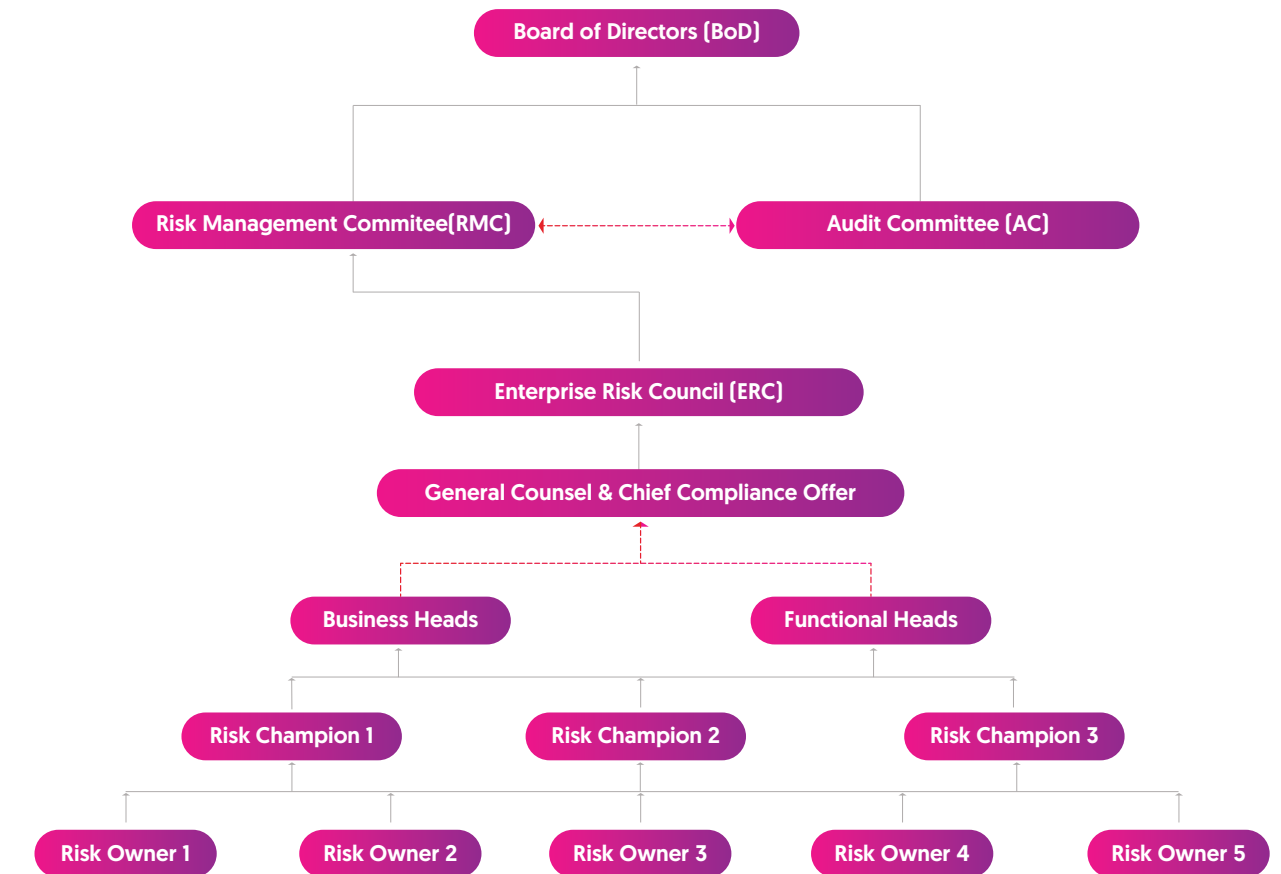 Board of Directors (BoD)
Risk Management Commitee(RMC)
Audit Committee (AC)
Enterprise Risk Council (ERC)
General Counsel & Chief Compliance Offer
Business Heads
Functional Heads
Risk Champion 1
Risk Champion 2
Risk Champion 3
Risk Owner 1
Risk Owner 2
Risk Owner 3
Risk Owner 4
Risk Owner 5